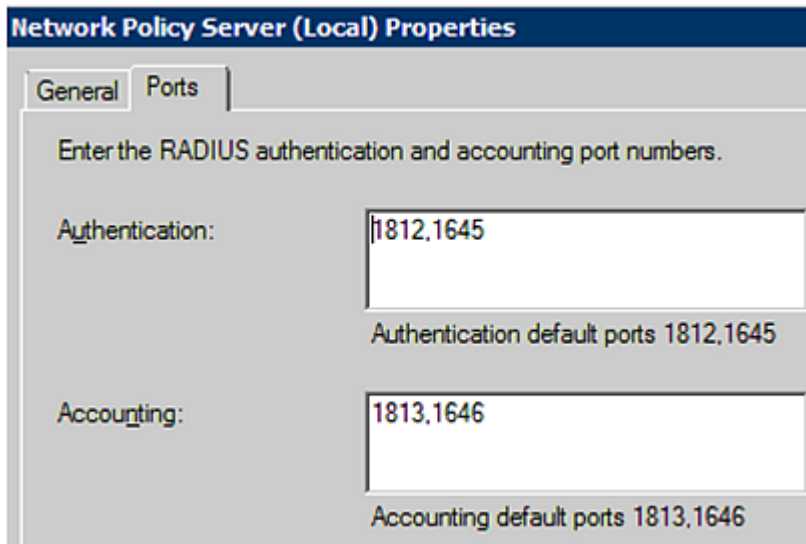 Network Policy Server (Local) Properties
General Ports
Enter the RADIUS authentication and accounting port numbers.
Authentication: 1812,1645
Authentication default ports 1812,1645
Accounting: 1813,1646
Accounting default ports 1813,1646